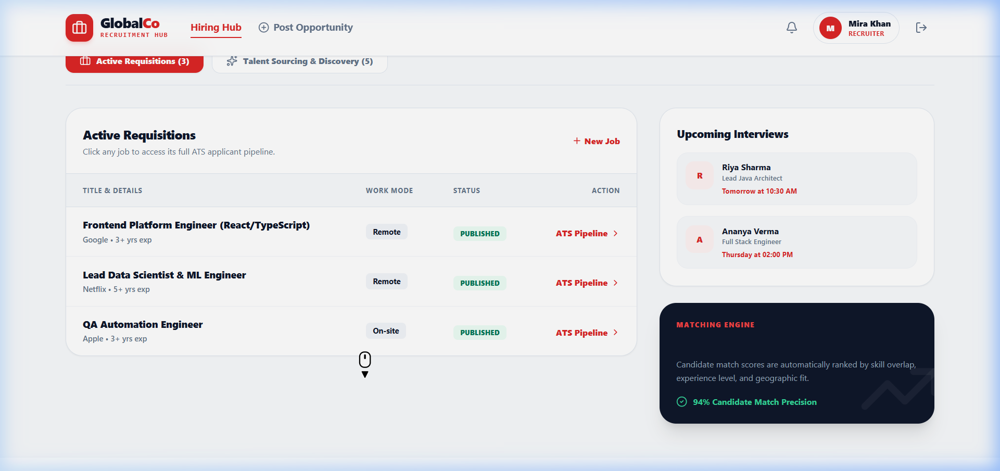 GlobalCo
RECRUITMENT HUB
Hiring Hub
Post Opportunity
M
Mira Khan
RECRUITER
Active Requisitions (3)
Talent Sourcing & Discovery (5)
Active Requisitions
Click any job to access its full ATS applicant pipeline.
+ New Job
TITLE & DETAILS WORK MODE STATUS ACTION
Frontend Platform Engineer (React/TypeScript)
Google • 3+ yrs exp
Remote
PUBLISHED
ATS Pipeline
Lead Data Scientist & ML Engineer
Netflix • 5+ yrs exp
Remote
PUBLISHED
ATS Pipeline
QA Automation Engineer
Apple • 3+ yrs exp
On-site
PUBLISHED
ATS Pipeline
Upcoming Interviews
R
Riya Sharma
Lead Java Architect
Tomorrow at 10:30 AM
A
Ananya Verma
Full Stack Engineer
Thursday at 02:00 PM
MATCHING ENGINE
Candidate match scores are automatically ranked by skill overlap,
experience level, and geographic fit.
94% Candidate Match Precision